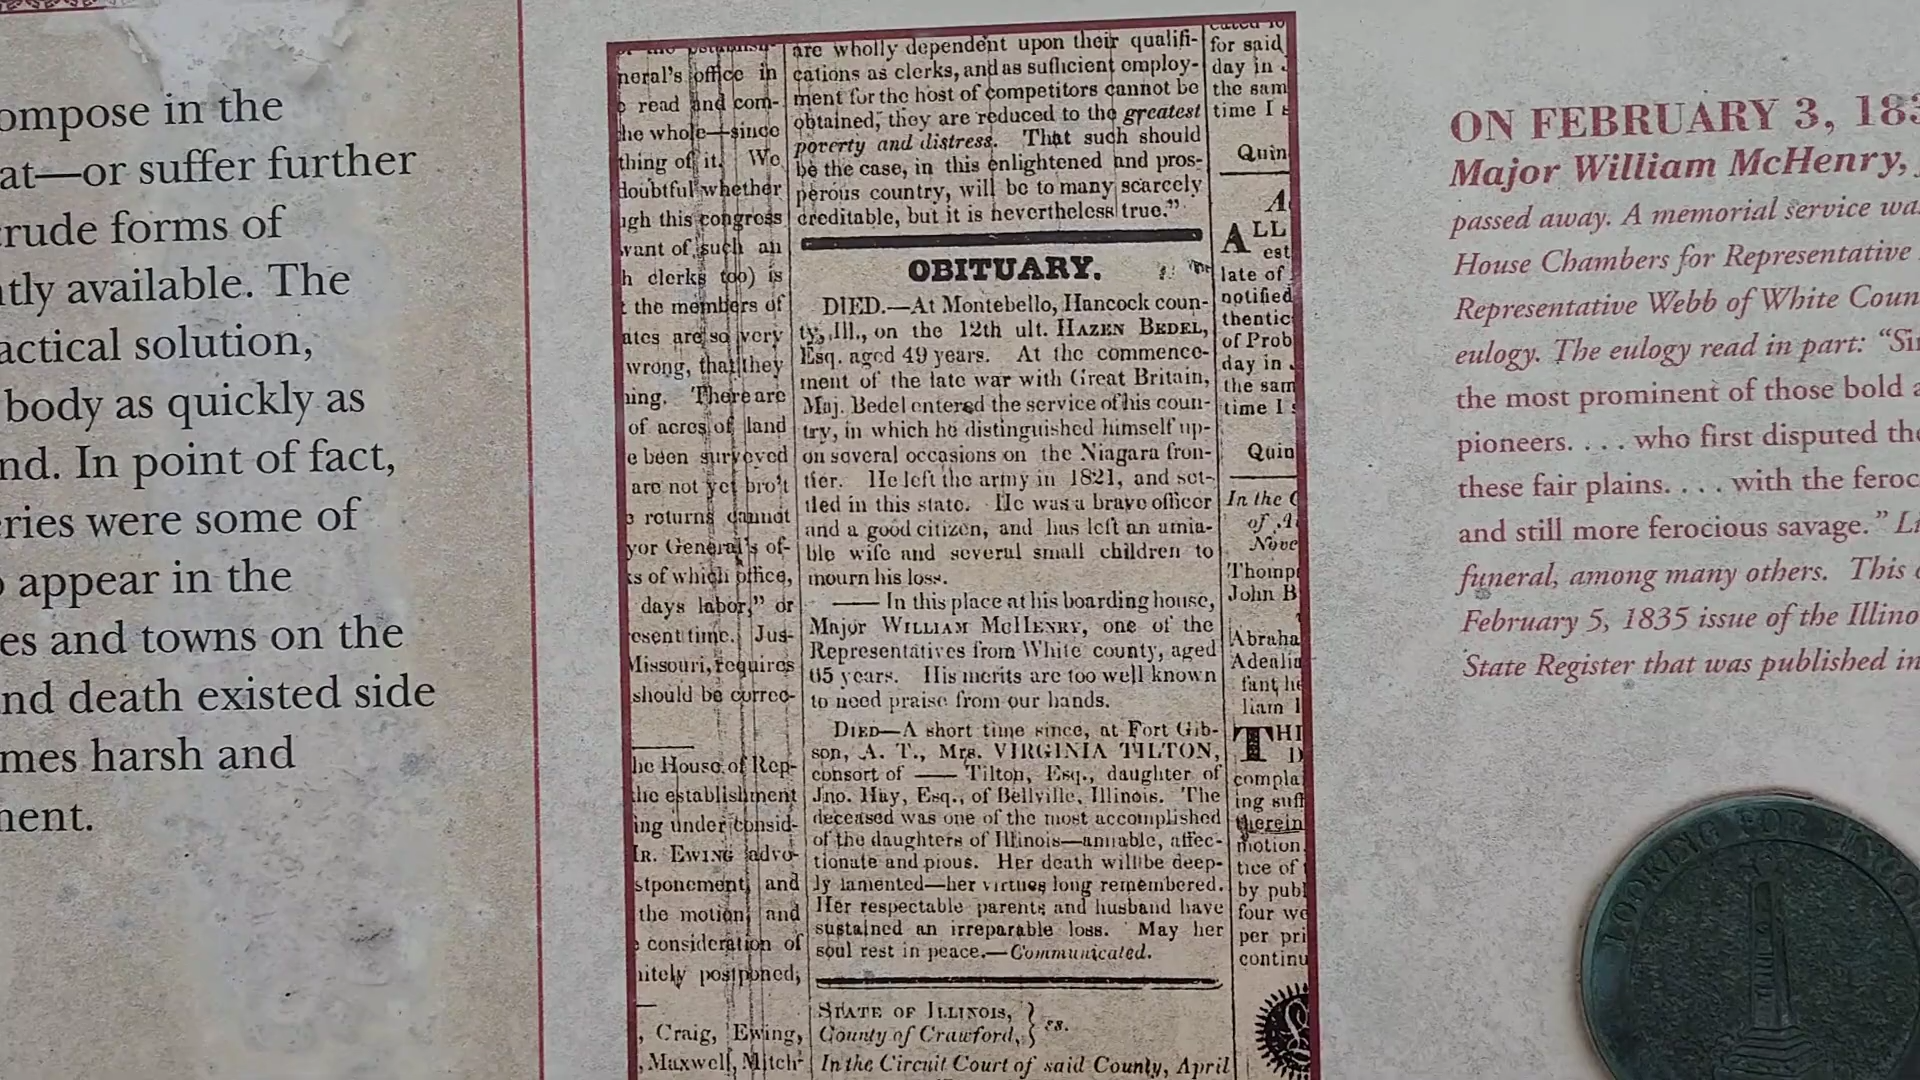 ompose in the
at—or suffer further
crude forms of
ntly available. The
actical solution,
body as quickly as
nd. In point of fact,
eries were some of
appear in the
es and towns on the
nd death existed side
mes harsh and
ment.
neral's office in
read and com-
he whole—since
thing of it. We
doubtful whether
ugh this congress
want of such an
h clerks too) is
the members of
ates are so very
wrong, that they
ning. There are
of acres of land
e been surveyed
are not yet bro't
returns cannot
yor General's of-
ks of which office,
days labor," or
esent time. Jus-
Missouri, requires
should be correc-
he House of Rep-
the establishment
ing under consid-
MR. EWING advo-
stponement, and
the motion, and
consideration of
nitely postponed,
, Craig, Ewing,
, Maxwell, Mitch-
are wholly dependent upon their qualifi-
cations as clerks, and as sufficient employ-
ment for the host of competitors cannot be
obtained, they are reduced to the greatest
poverty and distress. That such should
be the case, in this enlightened and pros-
perous country, will be to many scarcely
creditable, but it is nevertheless true."
OBITUARY.
DIED.—At Montebello, Hancock coun-
ty, Ill., on the 12th ult. HAZEN BEDEL,
Esq. aged 49 years. At the commence-
ment of the late war with Great Britain,
Maj. Bedel entered the service of his coun-
try, in which he distinguished himself up-
on several occasions on the Niagara fron-
tier. He left the army in 1821, and set-
tled in this state. He was a brave officer
and a good citizen, and has left an amia-
ble wife and several small children to
mourn his loss.
—— In this place at his boarding house,
Major WILLIAM McHENRY, one of the
Representatives from White county, aged
65 years. His merits are too well known
to need praise from our hands.
DIED—A short time since, at Fort Gib-
son, A. T., Mrs. VIRGINIA TILTON,
consort of —— Tilton, Esq., daughter of
Jno. Hay, Esq., of Bellville, Illinois. The
deceased was one of the most accomplished
of the daughters of Illinois—amiable, affec-
tionate and pious. Her death will be deep-
ly lamented—her virtues long remembered.
Her respectable parents and husband have
sustained an irreparable loss. May her
soul rest in peace.—Communicated.
STATE OF ILLINOIS, }
County of Crawford, } ss.
In the Circuit Court of said County, April
for said
day in
the sam
time I
Quin
A
ALL
est
late of
notified
thentic
of Prob
day in
the sam
time I
Quin
In the C
of A
Nove
Thomp
John B
Abraha
Adealia
fant he
liam
THI
compla
ing suff
therein
motion
tice of
by publ
four we
per pri
continu
ON FEBRUARY 3, 183
Major William McHenry,
passed away. A memorial service wa
House Chambers for Representative
Representative Webb of White Coun
eulogy. The eulogy read in part: "Si
the most prominent of those bold a
pioneers. . . . who first disputed the
these fair plains. . . . with the feroc
and still more ferocious savage." Li
funeral, among many others. This
February 5, 1835 issue of the Illino
State Register that was published in
LOOKING FOR LINCOL